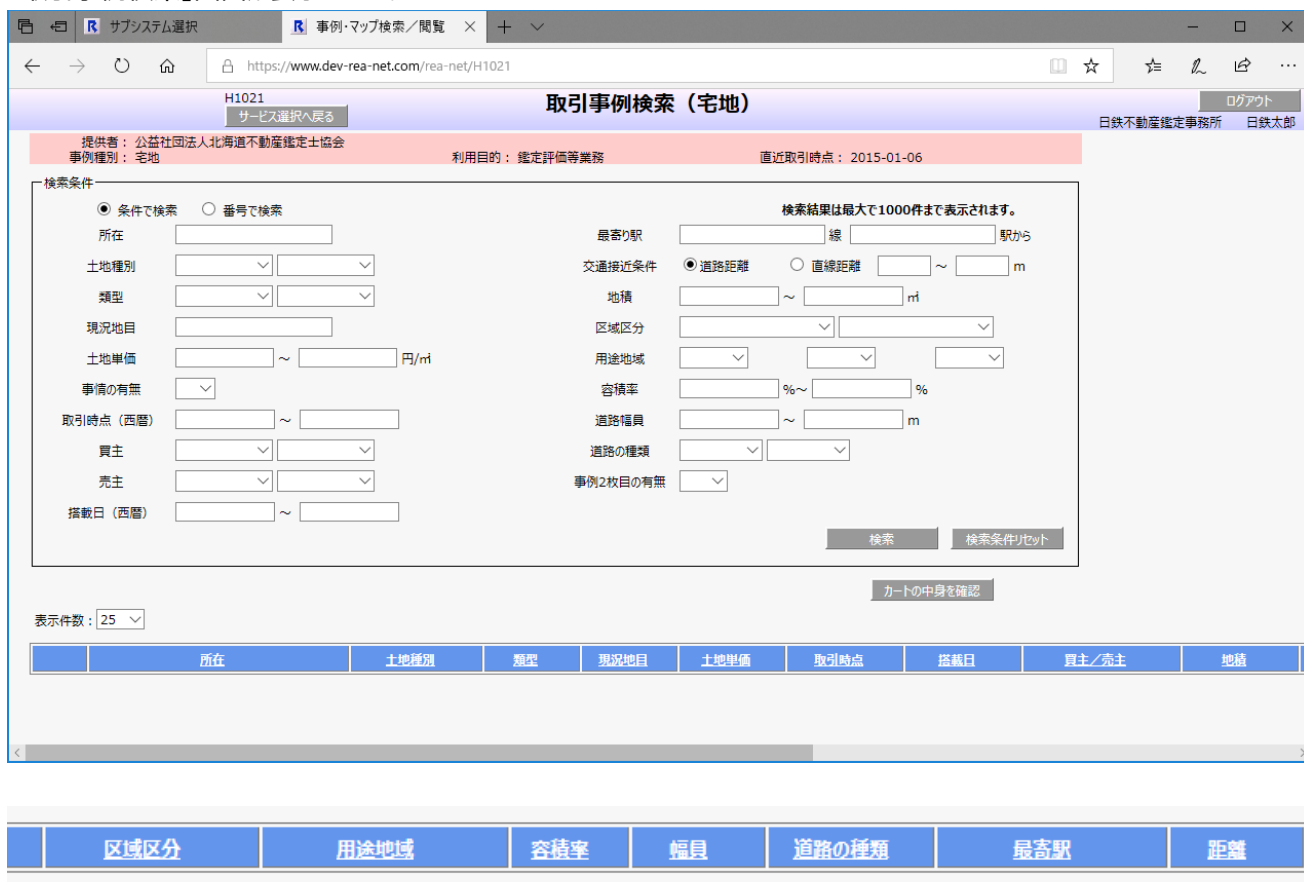 サブシステム選択 事例・マップ検索／閲覧
https://www.dev-rea-net.com/rea-net/H1021
H1021 取引事例検索（宅地） ログアウト
サービス選択へ戻る
日鉄不動産鑑定事務所 日鉄太郎
提供者： 公益社団法人北海道不動産鑑定士協会
事例種別： 宅地 利用目的： 鑑定評価等業務 直近取引時点： 2015-01-06
検索条件
条件で検索 番号で検索 検索結果は最大で1000件まで表示されます。
所在 最寄り駅 線 駅から
土地種別 交通接近条件 道路距離 直線距離 ～ m
類型 地積 ～ ㎡
現況地目 区域区分
土地単価 ～ 円/㎡ 用途地域
事情の有無 容積率 %～ %
取引時点（西暦） ～ 道路幅員 ～ m
買主 道路の種類
売主 事例2枚目の有無
搭載日（西暦） ～
検索 検索条件リセット
カートの中身を確認
表示件数：25
所在 土地種別 類型 現況地目 土地単価 取引時点 搭載日 買主／売主 地積
区域区分 用途地域 容積率 幅員 道路の種類 最寄駅 距離